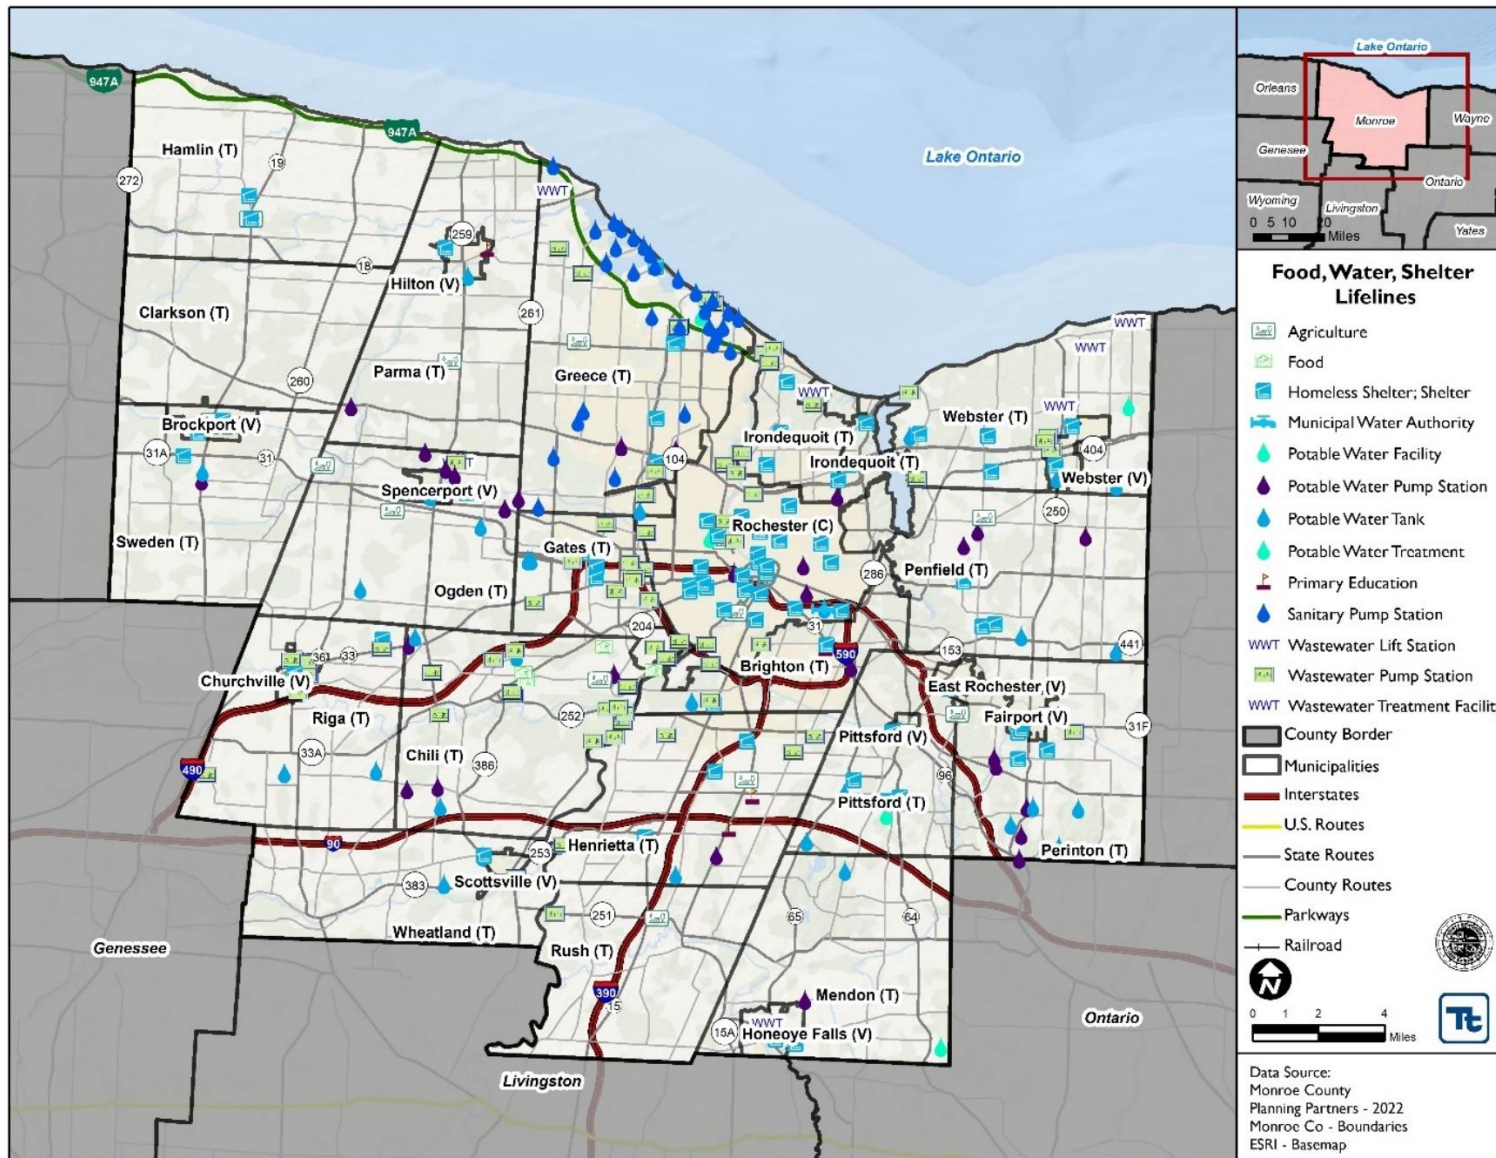 947A
947A
Hamlin (T)
19
272
Lake Ontario
WWT
259
18
Hilton (V)
Clarkson (T)
261
260
Parma (T)
Greece (T)
WWT
WWT
WWT
WWT
Webster (T)
Brockport (V)
31A
31
Irondequoit (T)
Irondequoit (T)
104
404
Webster (V)
Spencerport (V)
250
Rochester (C)
Sweden (T)
Gates (T)
286
Penfield (T)
Ogden (T)
204
31
153
441
590
Brighton (T)
33
Churchville (V)
East Rochester (V)
Riga (T)
252
Fairport (V)
31F
Pittsford (V)
33A
Chili (T)
386
490
96
Pittsford (T)
90
253
Henrietta (T)
Perinton (T)
383
Scottsville (V)
251
65
64
Wheatland (T)
Rush (T)
Genessee
390
15
Mendon (T)
WWT
15A
Honeoye Falls (V)
Ontario
Livingston
Lake Ontario
Orleans
Monroe
Wayne
Genesee
Ontario
Wyoming
Livingston
0 5 10 20
Miles
Yates
Food, Water, Shelter
Lifelines
Agriculture
Food
Homeless Shelter; Shelter
Municipal Water Authority
Potable Water Facility
Potable Water Pump Station
Potable Water Tank
Potable Water Treatment
Primary Education
Sanitary Pump Station
WWT Wastewater Lift Station
Wastewater Pump Station
WWT Wastewater Treatment Facilit
County Border
Municipalities
Interstates
U.S. Routes
State Routes
County Routes
Parkways
Railroad
N
0 1 2 4
Miles
Tt
Data Source:
Monroe County
Planning Partners - 2022
Monroe Co - Boundaries
ESRI - Basemap